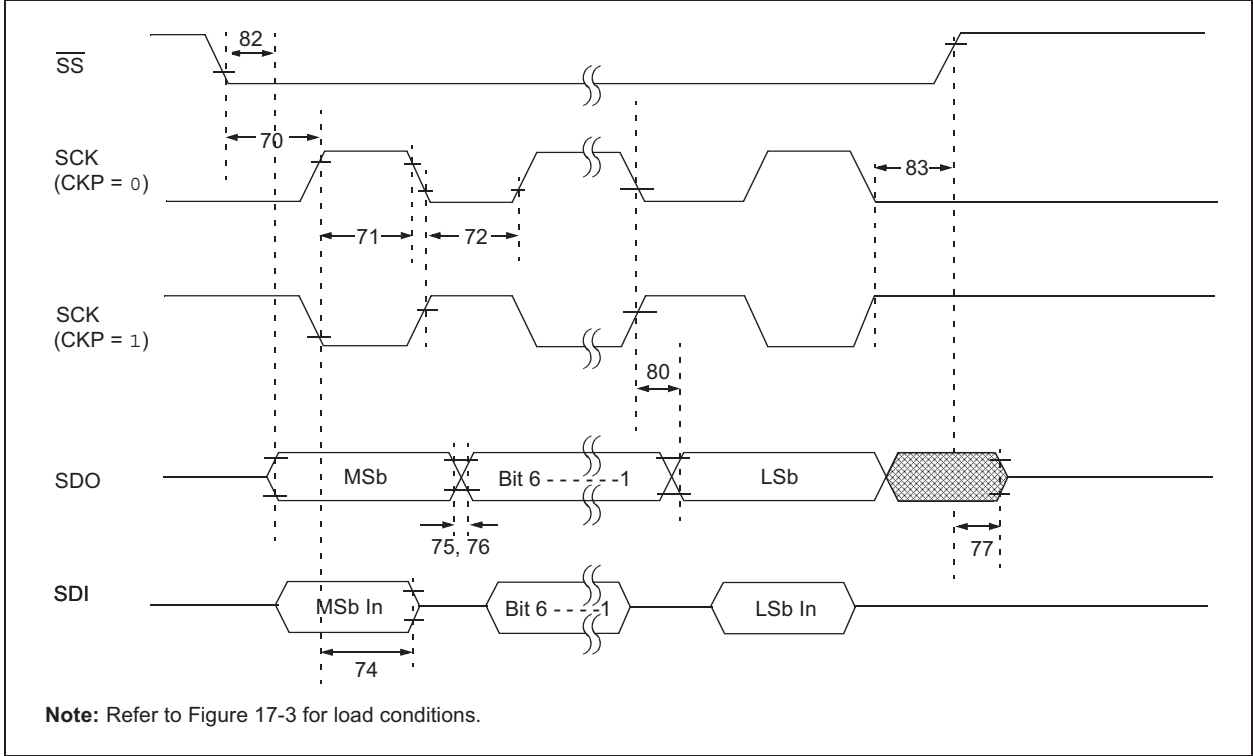 82
SS
70
SCK
(CKP = 0)
83
71
72
SCK
(CKP = 1)
80
SDO
MSb
Bit 6 - - - - - - -1
LSb
75, 76
77
SDI
MSb In
Bit 6 - - - -1
LSb In
74
Note: Refer to Figure 17-3 for load conditions.